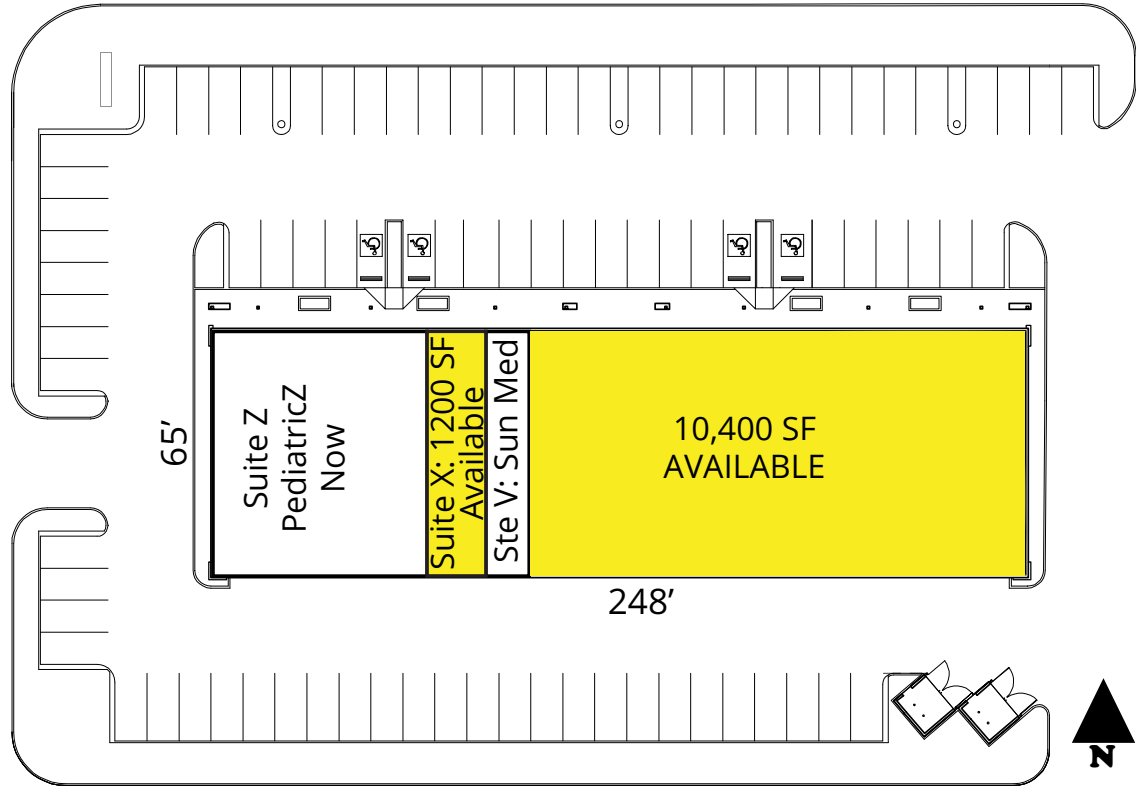 65’
Suite Z
PediatricZ
Now
Suite X: 1200 SF
Available
Ste V: Sun Med
10,400 SF
AVAILABLE
248’
N